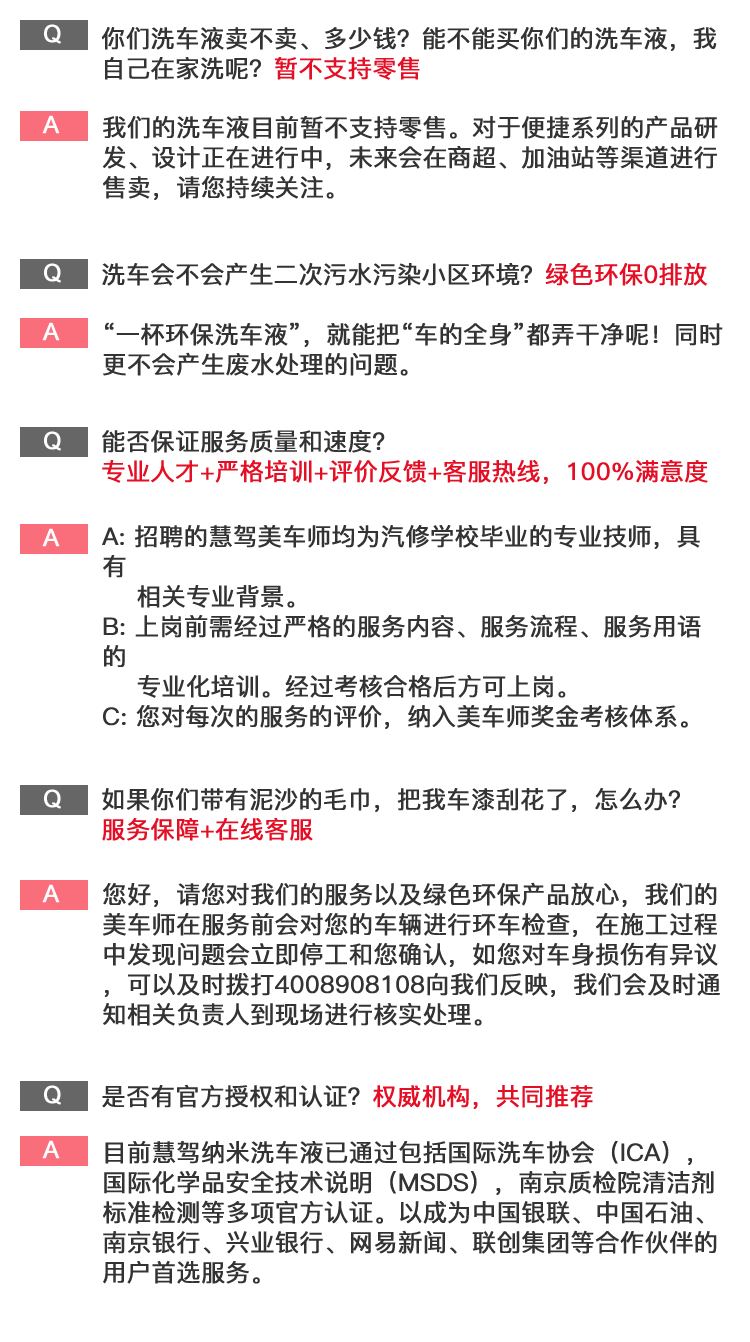 Q 你们洗车液卖不卖、多少钱？能不能买你们的洗车液，我
自己在家洗呢？暂不支持零售
A 我们的洗车液目前暂不支持零售。对于便捷系列的产品研
发、设计正在进行中，未来会在商超、加油站等渠道进行
售卖，请您持续关注。
Q 洗车会不会产生二次污水污染小区环境？绿色环保0排放
A “一杯环保洗车液”，就能把“车的全身”都弄干净呢！同时
更不会产生废水处理的问题。
Q 能否保证服务质量和速度？
专业人才+严格培训+评价反馈+客服热线，100%满意度
A A: 招聘的慧驾美车师均为汽修学校毕业的专业技师，具
有
相关专业背景。
B: 上岗前需经过严格的服务内容、服务流程、服务用语
的
专业化培训。经过考核合格后方可上岗。
C: 您对每次的服务的评价，纳入美车师奖金考核体系。
Q 如果你们带有泥沙的毛巾，把我车漆刮花了，怎么办？
服务保障+在线客服
A 您好，请您对我们的服务以及绿色环保产品放心，我们的
美车师在服务前会对您的车辆进行环车检查，在施工过程
中发现问题会立即停工和您确认，如您对车身损伤有异议
，可以及时拨打4008908108向我们反映，我们会及时通
知相关负责人到现场进行核实处理。
Q 是否有官方授权和认证？权威机构，共同推荐
A 目前慧驾纳米洗车液已通过包括国际洗车协会（ICA），
国际化学品安全技术说明（MSDS），南京质检院清洁剂
标准检测等多项官方认证。以成为中国银联、中国石油、
南京银行、兴业银行、网易新闻、联创集团等合作伙伴的
用户首选服务。